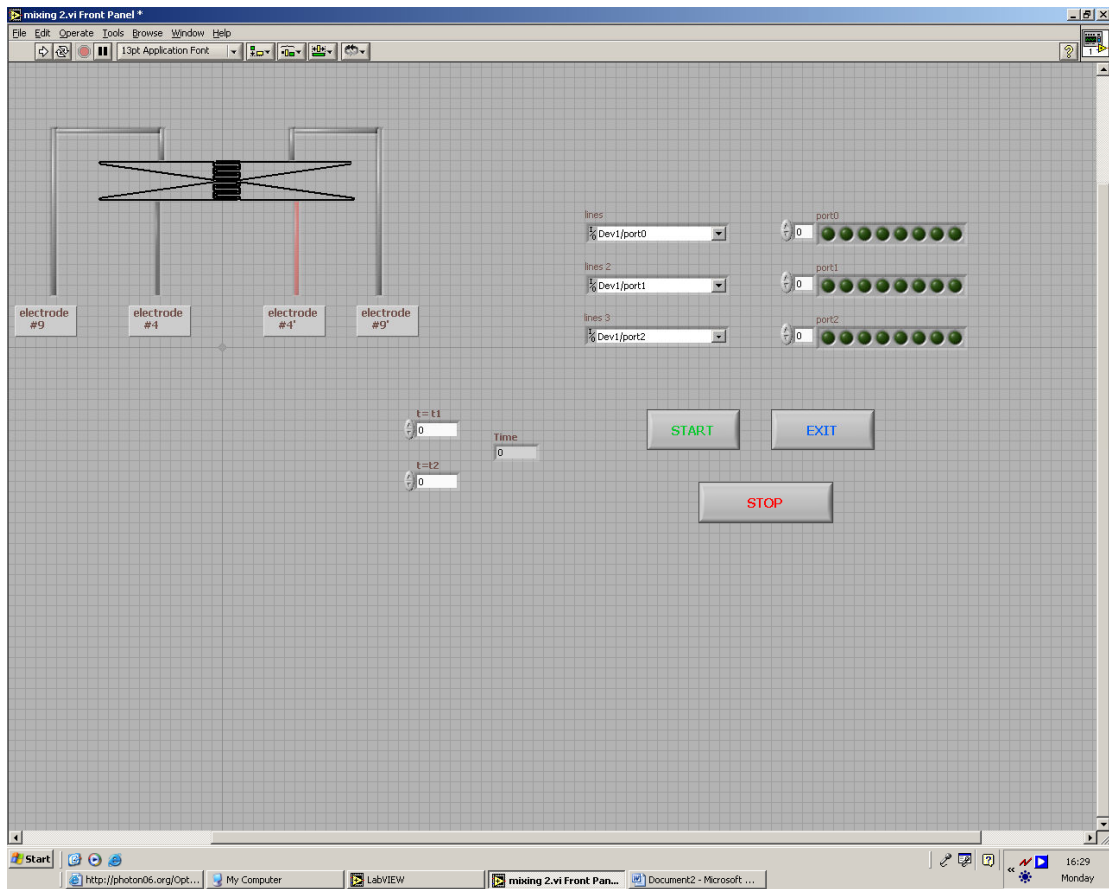 mixing 2.vi Front Panel *
File Edit Operate Tools Browse Window Help
13pt Application Font
1
electrode
#9
electrode
#4
electrode
#4'
electrode
#9'
lines
Dev1/port0
port0
0
lines 2
Dev1/port1
port1
0
lines 3
Dev1/port2
port2
0
t= t1
0
Time
0
t=t2
0
START
EXIT
STOP
Start
16:29
Monday
http://photon06.org/Opt...
My Computer
LabVIEW
mixing 2.vi Front Pan...
Document2 - Microsoft ...